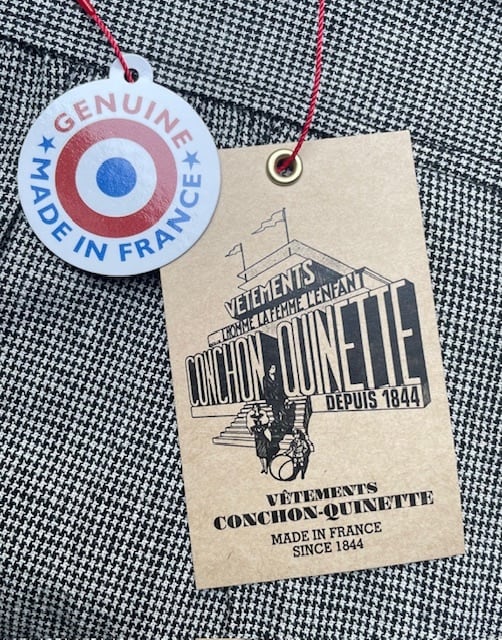 GENUINE
MADE IN FRANCE
VÊTEMENTS
L'HOMME LA FEMME L'ENFANT
CONCHON QUINETTE
DEPUIS 1844
VÊTEMENTS
CONCHON-QUINETTE
MADE IN FRANCE
SINCE 1844